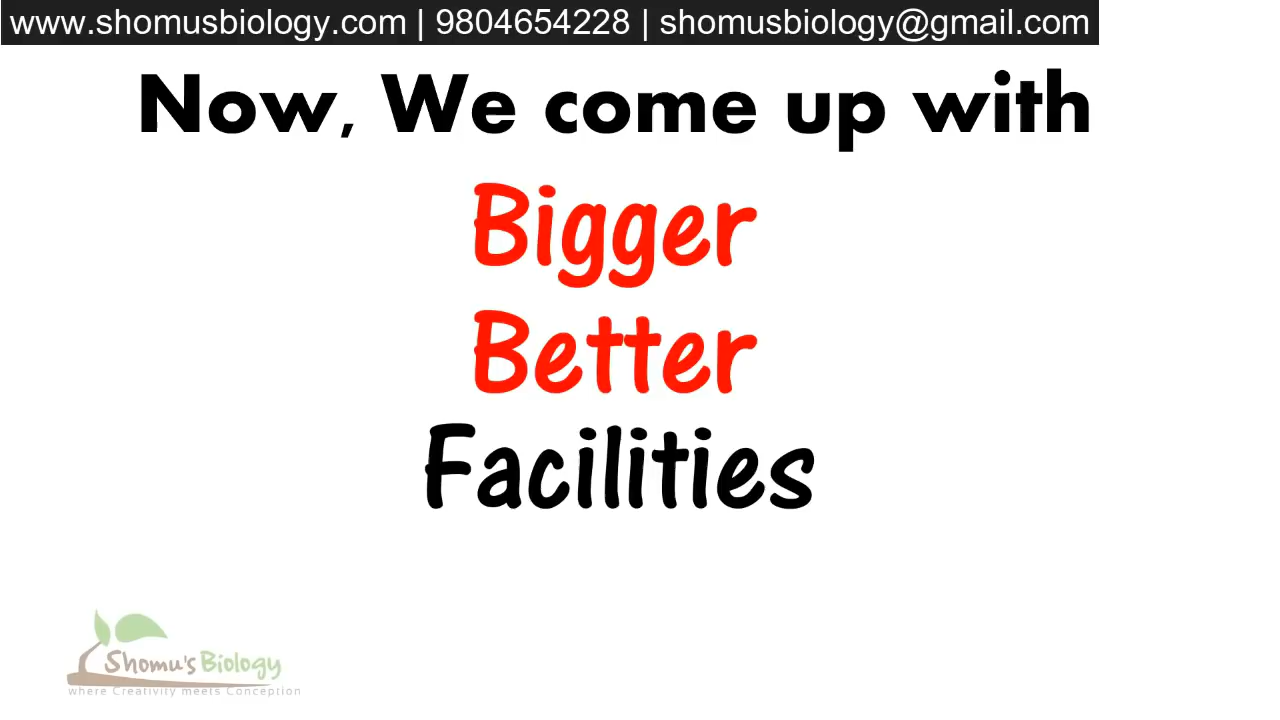 www.shomusbiology.com | 9804654228 | shomusbiology@gmail.com
Now, We come up with
Bigger
Better
Facilities
Shomu's Biology
where Creativity meets Conception